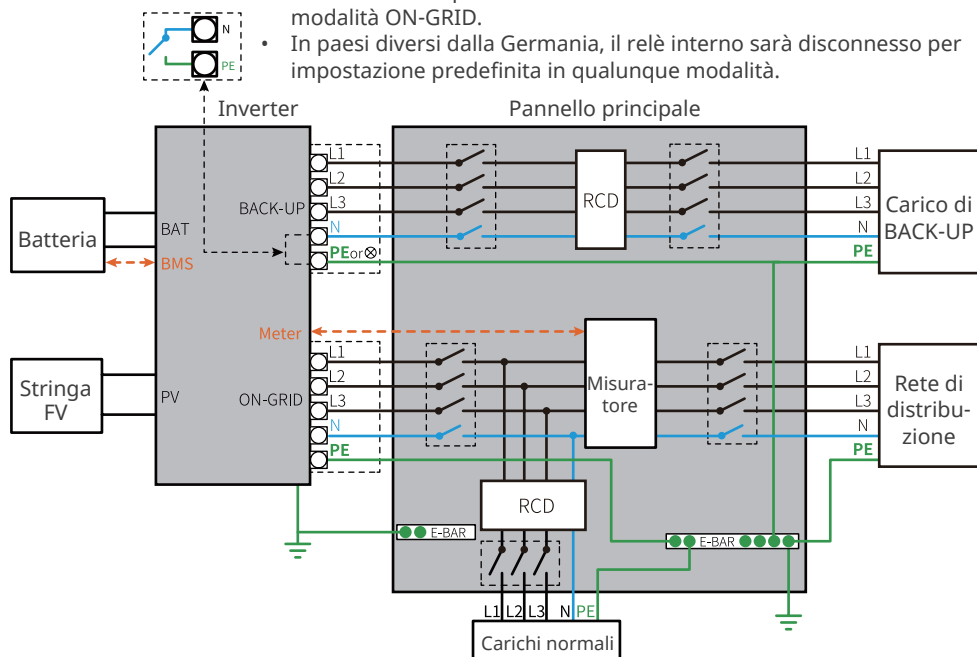 modalità ON-GRID.
• In paesi diversi dalla Germania, il relè interno sarà disconnesso per
impostazione predefinita in qualunque modalità.
N
PE
Inverter
Pannello principale
L1
L2
L3
N
PEor⊗
BACK-UP
BAT
BMS
Batteria
RCD
L1
L2
L3
N
PE
Carico di
BACK-UP
Meter
L1
L2
L3
N
PE
ON-GRID
PV
Stringa
FV
Misura-
tore
L1
L2
L3
N
PE
Rete di
distribu-
zione
RCD
E-BAR
E-BAR
L1 L2 L3 N PE
Carichi normali